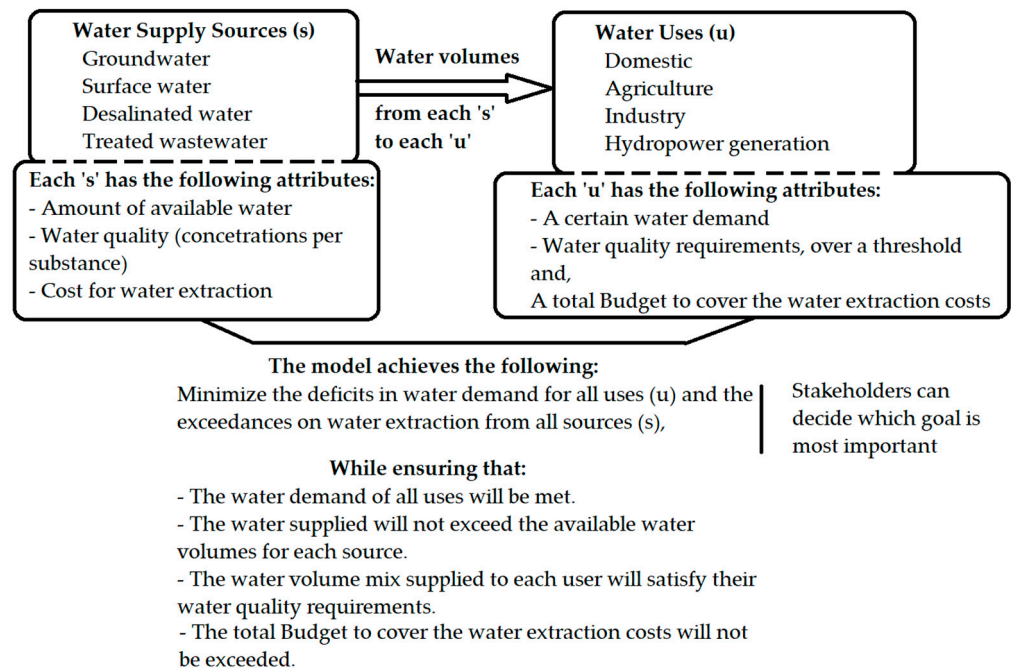 Water Supply Sources (s)
Groundwater
Surface water
Desalinated water
Treated wastewater
Each 's' has the following attributes:
- Amount of available water
- Water quality (concetrations per
substance)
- Cost for water extraction
Water volumes
from each 's'
to each 'u'
Water Uses (u)
Domestic
Agriculture
Industry
Hydropower generation
Each 'u' has the following attributes:
- A certain water demand
- Water quality requirements, over a threshold
and,
A total Budget to cover the water extraction costs
The model achieves the following:
Minimize the deficits in water demand for all uses (u) and the
exceedances on water extraction from all sources (s),
Stakeholders can
decide which goal is
most important
While ensuring that:
- The water demand of all uses will be met.
- The water supplied will not exceed the available water
volumes for each source.
- The water volume mix supplied to each user will satisfy their
water quality requirements.
- The total Budget to cover the water extraction costs will not
be exceeded.